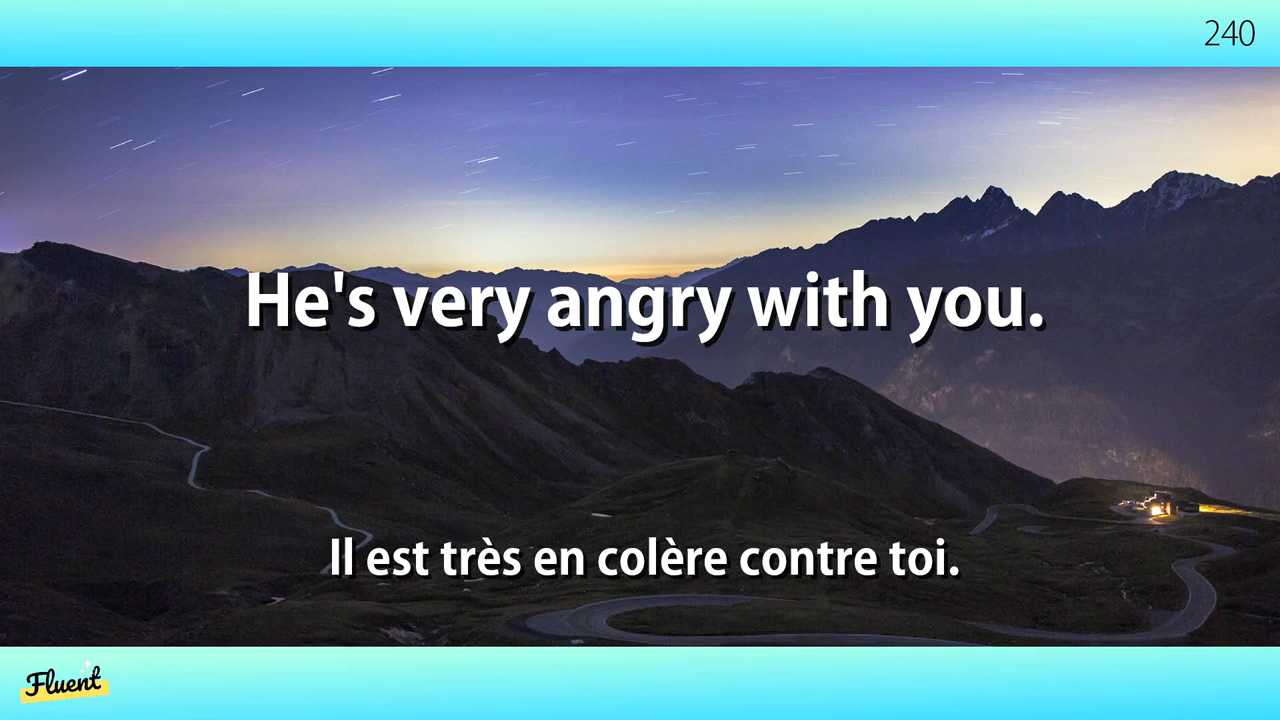 240
He's very angry with you.
Il est très en colère contre toi.
Fluent